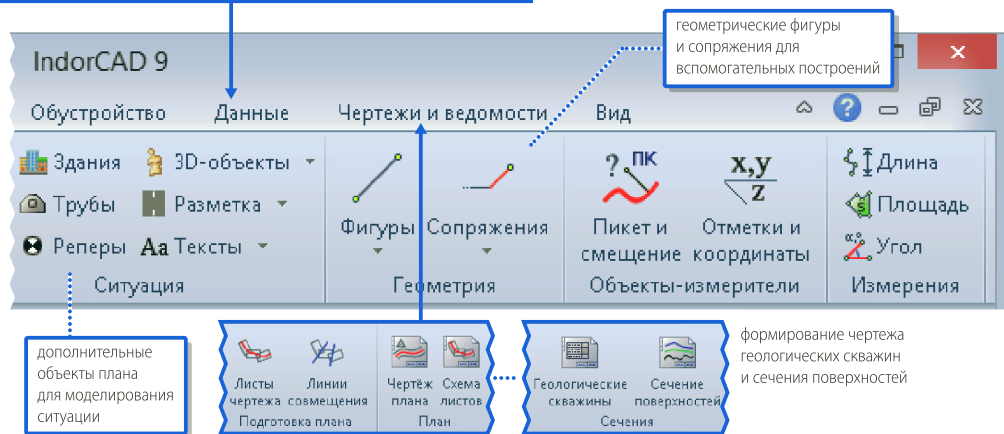 геометрические фигуры
и сопряжения для
вспомогательных построений
IndorCAD 9
Обустройство Данные Чертежи и ведомости Вид
Здания 3D-объекты
Трубы Разметка
Реперы Aa Тексты
Ситуация
Фигуры Сопряжения
Геометрия
? ПК
Пикет и
смещение
x,y
z
Отметки и
координаты
Объекты-измерители
Длина
Площадь
Угол
Измерения
дополнительные
объекты плана
для моделирования
ситуации
Листы
чертежа
Линии
совмещения
Подготовка плана
Чертёж
плана
Схема
листов
План
Геологические
скважины
Сечение
поверхностей
Сечения
формирование чертежа
геологических скважин
и сечения поверхностей